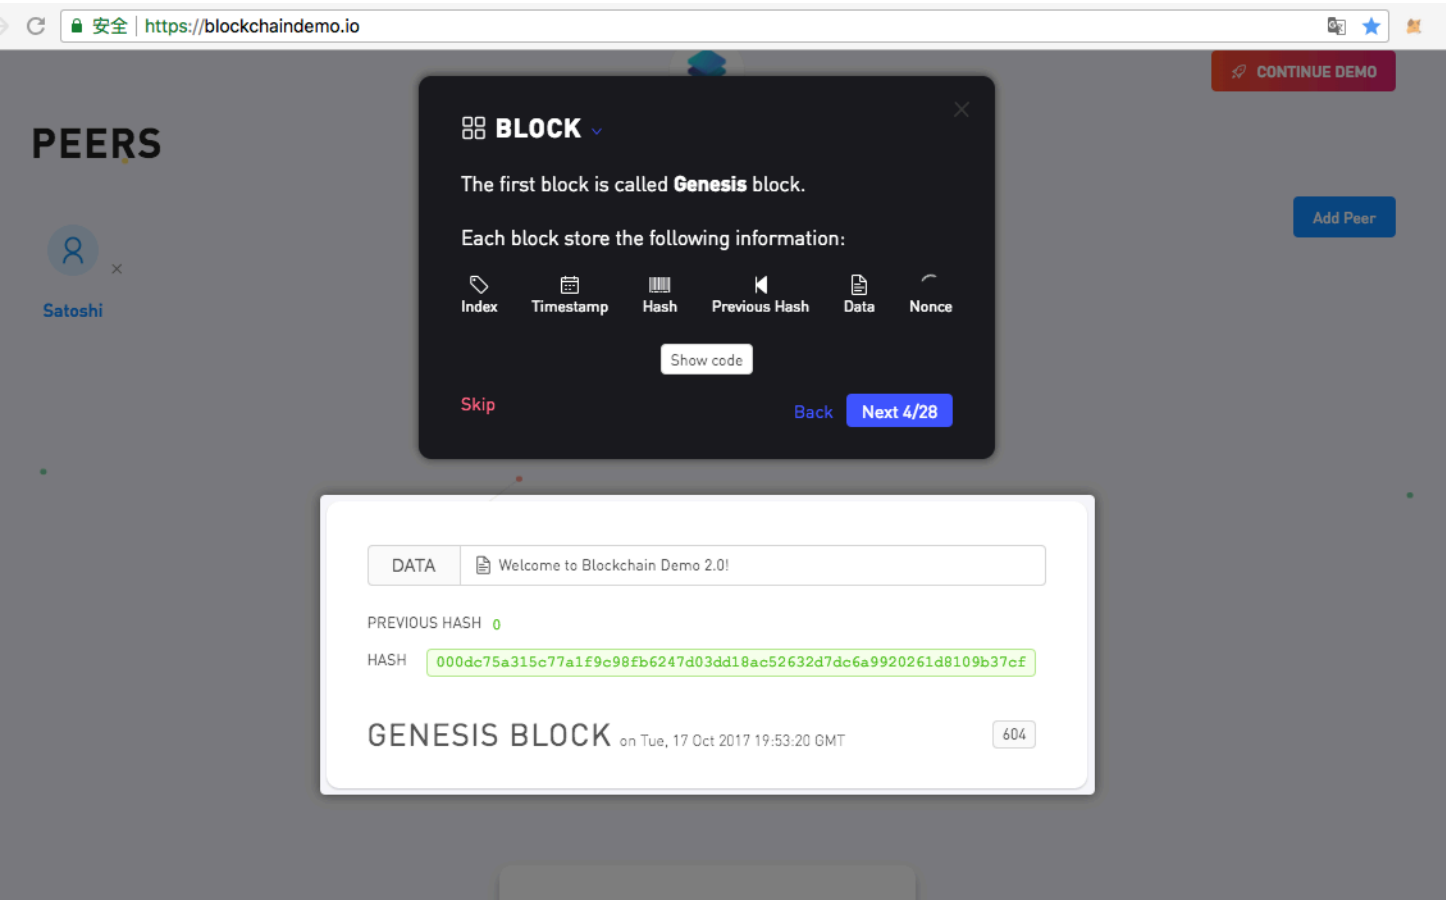 安全 https://blockchaindemo.io
CONTINUE DEMO
PEERS
BLOCK
The first block is called Genesis block.
Each block store the following information:
Index Timestamp Hash Previous Hash Data Nonce
Show code
Skip Back Next 4/28
Add Peer
Satoshi
DATA Welcome to Blockchain Demo 2.0!
PREVIOUS HASH 0
HASH 000dc75a315c77a1f9c98fb6247d03dd18ac52632d7dc6a9920261d8109b37cf
GENESIS BLOCK on Tue, 17 Oct 2017 19:53:20 GMT 604